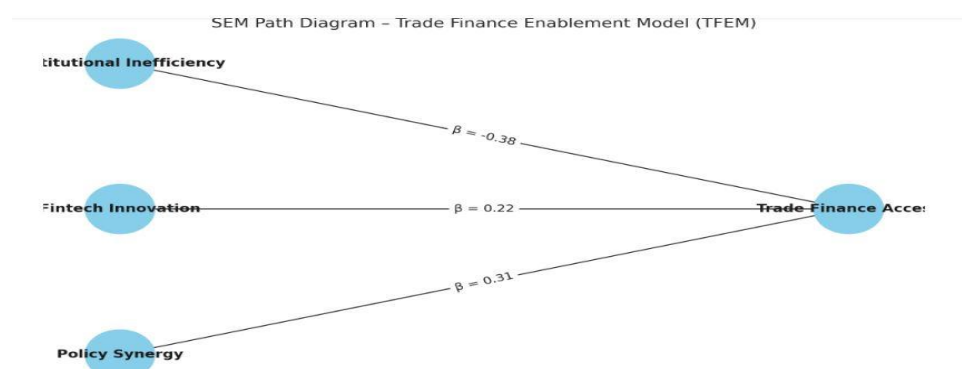 SEM Path Diagram – Trade Finance Enablement Model (TFEM)
titutional Inefficiency
β = -0.38
Fintech Innovation
β = 0.22
Trade Finance Acces
β = 0.31
Policy Synergy